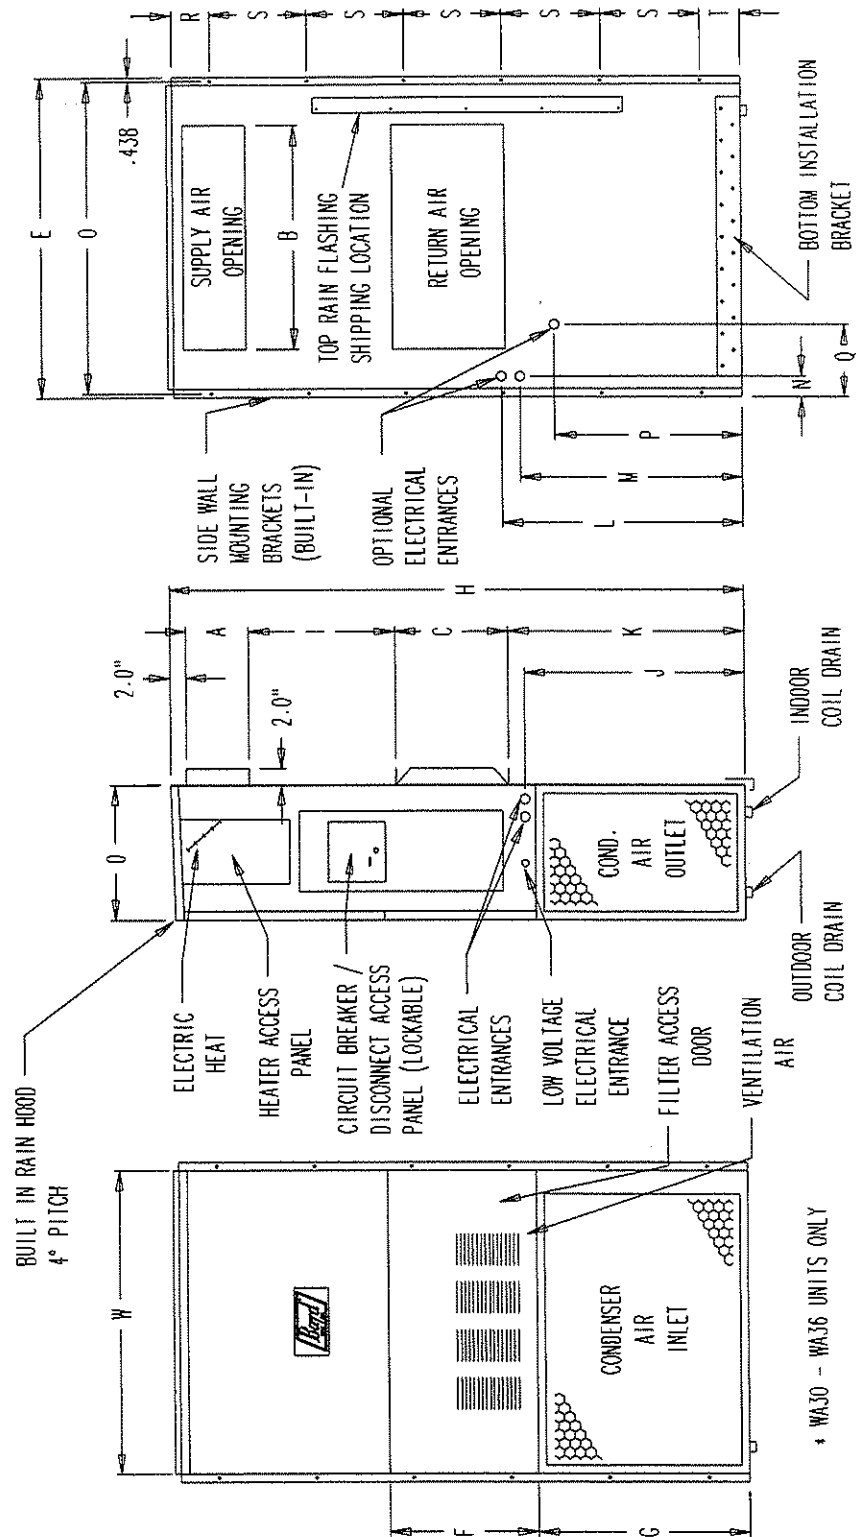 BUILT IN RAIN HOOD
4° PITCH
W
Bard
F
G
CONDENSER
AIR
INLET
* WA30 - WA36 UNITS ONLY
ELECTRIC
HEAT
HEATER ACCESS
PANEL
CIRCUIT BREAKER /
DISCONNECT ACCESS
PANEL (LOCKABLE)
ELECTRICAL
ENTRANCES
LOW VOLTAGE
ELECTRICAL
ENTRANCE
FILTER ACCESS
DOOR
VENTILATION
AIR
D
2.0"
A
2.0"
I
C
H
K
J
COND.
AIR
OUTLET
OUTDOOR
COIL DRAIN
INDOOR
COIL DRAIN
SIDE WALL
MOUNTING
BRACKETS
(BUILT-IN)
OPTIONAL
ELECTRICAL
ENTRANCES
E
O
.438
R
S
S
S
S
S
T
SUPPLY AIR
OPENING
B
TOP RAIN FLASHING
SHIPPING LOCATION
RETURN AIR
OPENING
L
M
P
N
Q
BOTTOM INSTALLATION
BRACKET